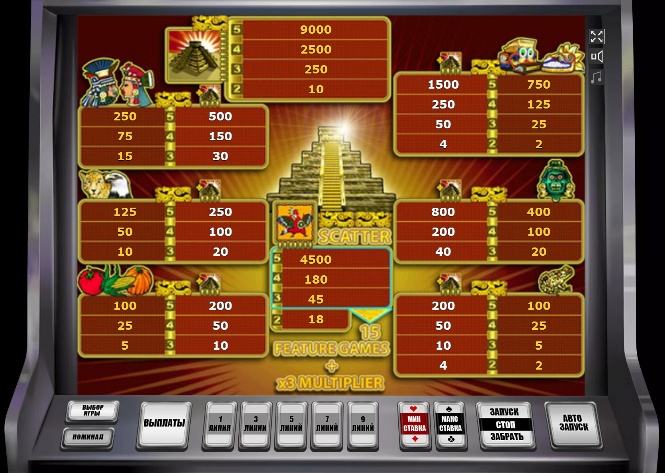 5 9000
4 2500
3 250
2 10
250 5 500
75 4 150
15 3 30
1500 5 750
250 4 125
50 3 25
4 2 2
125 5 250
50 4 100
10 3 20
800 5 400
200 4 100
40 3 20
SCATTER
5 4500
4 180
3 45
2 18
15
FEATURE GAMES
+
x3 MULTIPLIER
100 5 200
25 4 50
5 3 10
200 5 100
50 4 25
10 3 5
4 2 2
ВЫБОР
ИГРЫ
НОМИНАЛ
ВЫПЛАТЫ
1
ЛИНИЯ
3
ЛИНИИ
5
ЛИНИЙ
7
ЛИНИЙ
9
ЛИНИЙ
МИН
СТАВКА
МАКС
СТАВКА
ЗАПУСК
СТОП
ЗАБРАТЬ
АВТО
ЗАПУСК